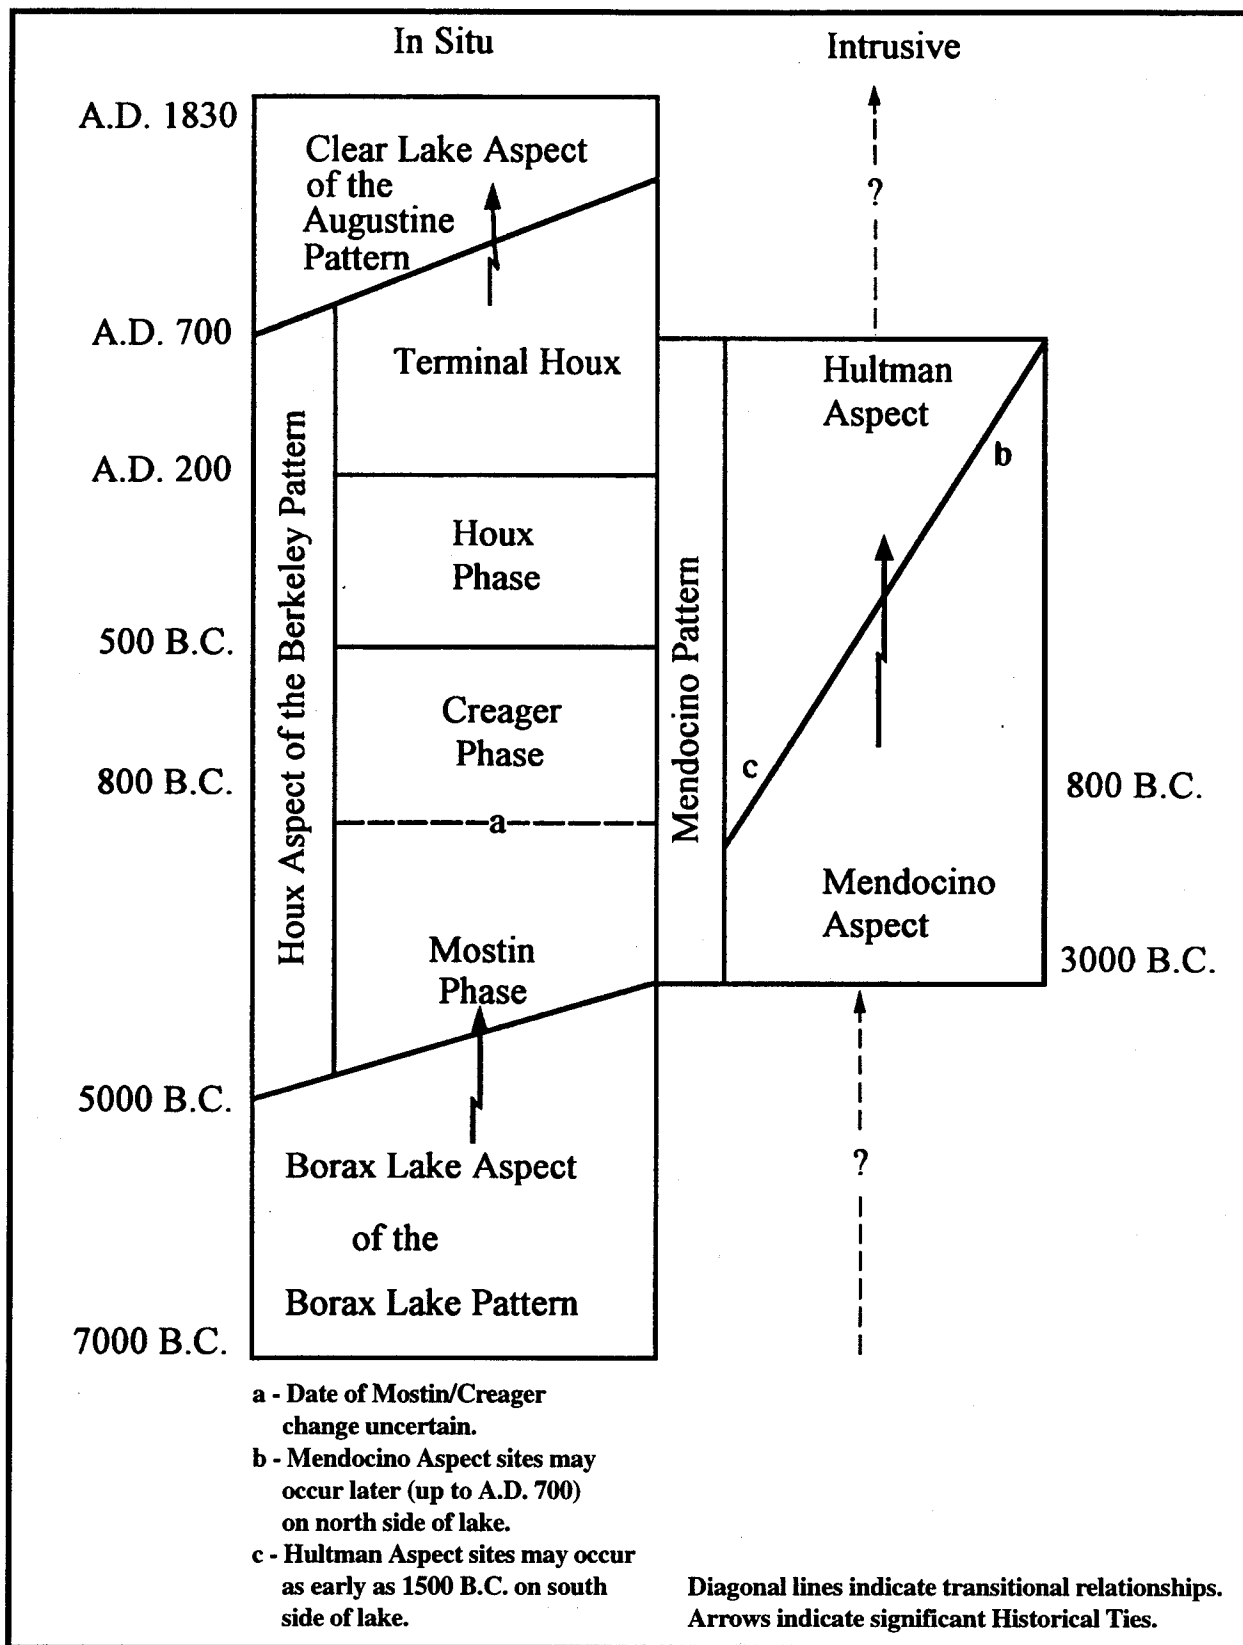 In Situ
Intrusive
A.D. 1830
Clear Lake Aspect
of the
Augustine
Pattern
?
A.D. 700
Terminal Houx
Hultman
Aspect
b
A.D. 200
Houx Aspect of the Berkeley Pattern
Houx
Phase
Mendocino Pattern
500 B.C.
Creager
Phase
c
800 B.C.
800 B.C.
a
Mendocino
Aspect
Mostin
Phase
3000 B.C.
5000 B.C.
Borax Lake Aspect
of the
Borax Lake Pattern
?
7000 B.C.
a - Date of Mostin/Creager
change uncertain.
b - Mendocino Aspect sites may
occur later (up to A.D. 700)
on north side of lake.
c - Hultman Aspect sites may occur
as early as 1500 B.C. on south
side of lake.
Diagonal lines indicate transitional relationships.
Arrows indicate significant Historical Ties.